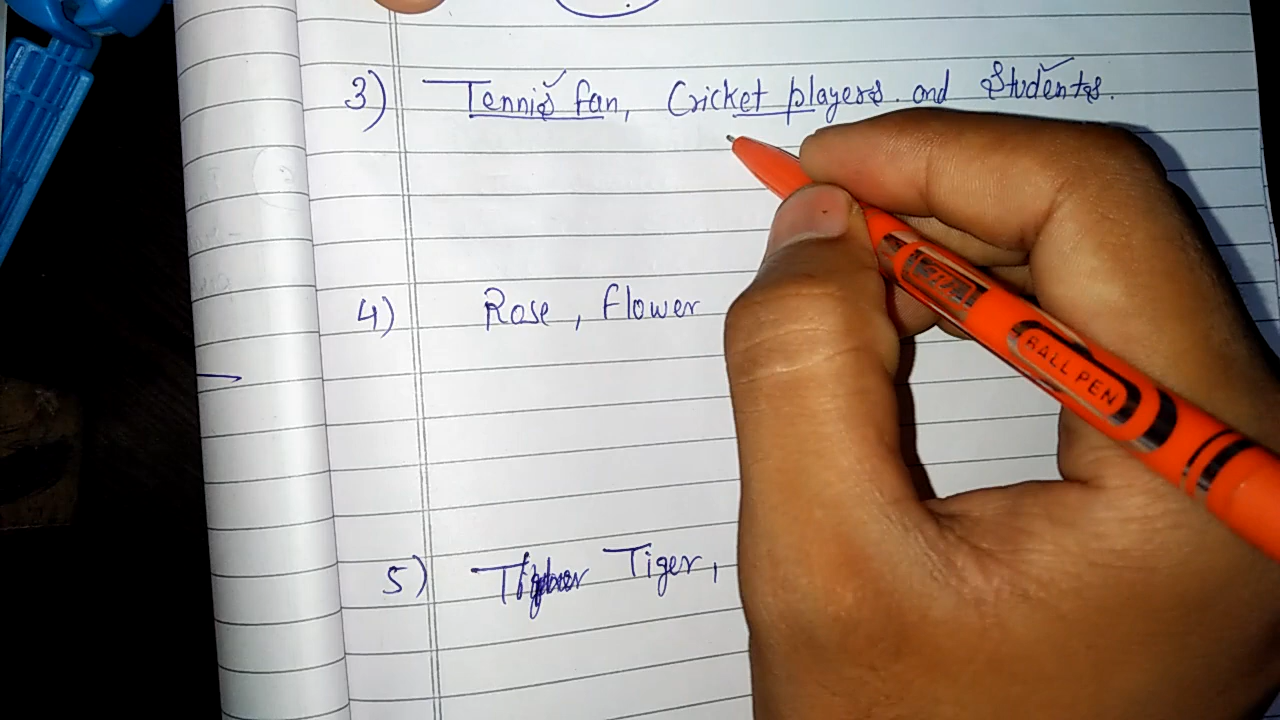 3) Tennis fan, Cricket players and Students.
4) Rose, flower
BALL PEN
5) Tiger,